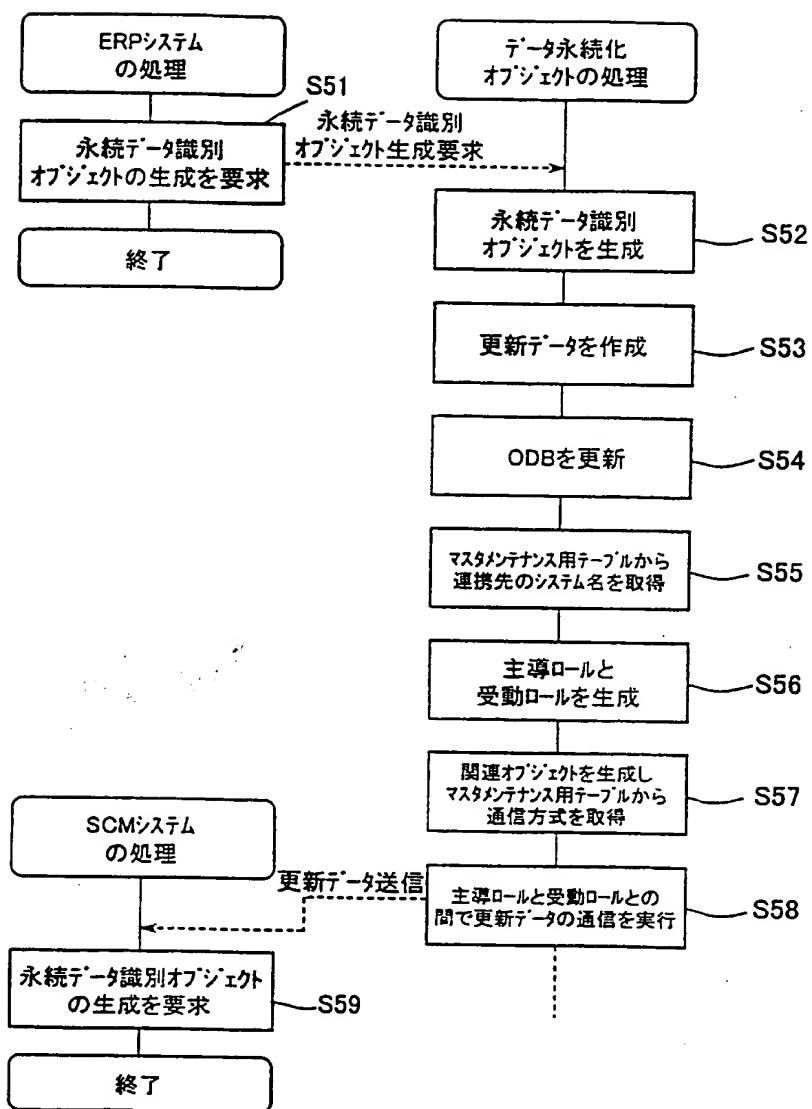 ERPシステム
の処理
S51
永続データ識別
オブジェクトの生成を要求
終了
永続データ識別
オブジェクト生成要求
データ永続化
オブジェクトの処理
永続データ識別
オブジェクトを生成
S52
更新データを作成
S53
ODBを更新
S54
マスタメンテナンス用テーブルから
連携先のシステム名を取得
S55
主導ロールと
受動ロールを生成
S56
関連オブジェクトを生成し
マスタメンテナンス用テーブルから
通信方式を取得
S57
主導ロールと受動ロールとの
間で更新データの通信を実行
S58
更新データ送信
SCMシステム
の処理
永続データ識別オブジェクト
の生成を要求
S59
終了